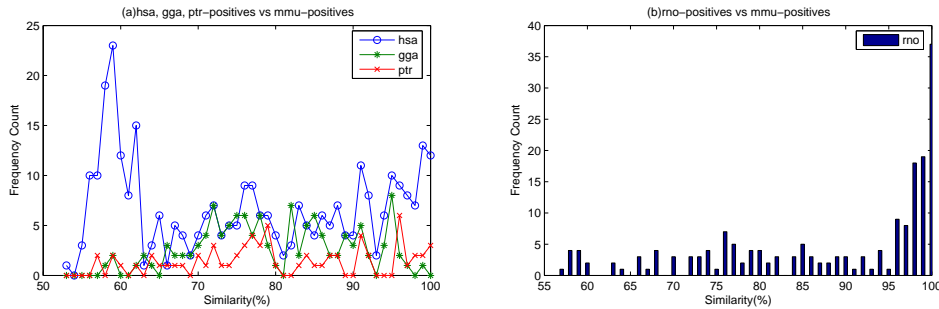 (a)hsa, gga, ptr-positives vs mmu-positives
25
20
15
10
5
0
Frequency Count
50 60 70 80 90 100
Similarity(%)
hsa
gga
ptr
(b)rno-positives vs mmu-positives
40
35
30
25
20
15
10
5
0
Frequency Count
55 60 65 70 75 80 85 90 95 100
Similarity(%)
rno